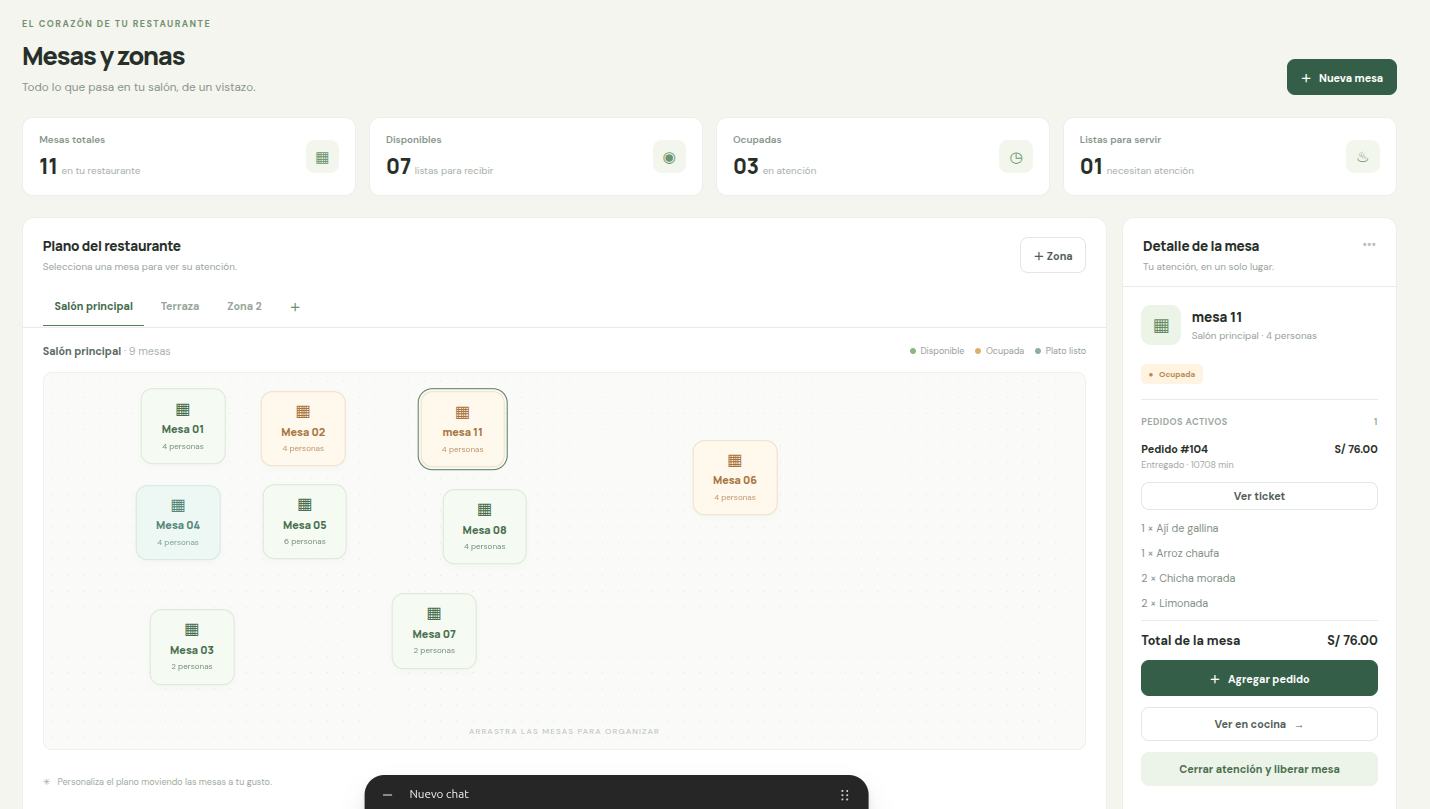 EL CORAZÓN DE TU RESTAURANTE
Mesas y zonas
Todo lo que pasa en tu salón, de un vistazo.
+ Nueva mesa
Mesas totales
11 en tu restaurante
Disponibles
07 listas para recibir
Ocupadas
03 en atención
Listas para servir
01 necesitan atención
Plano del restaurante
Selecciona una mesa para ver su atención.
+ Zona
Salón principal
Terraza
Zona 2
+
Salón principal · 9 mesas
Disponible
Ocupada
Plato listo
Mesa 01
4 personas
Mesa 02
4 personas
mesa 11
4 personas
Mesa 06
4 personas
Mesa 04
4 personas
Mesa 05
6 personas
Mesa 08
4 personas
Mesa 03
2 personas
Mesa 07
2 personas
ARRASTRA LAS MESAS PARA ORGANIZAR
Personaliza el plano moviendo las mesas a tu gusto.
Detalle de la mesa
Tu atención, en un solo lugar.
mesa 11
Salón principal · 4 personas
Ocupada
PEDIDOS ACTIVOS 1
Pedido #104 S/ 76.00
Entregado · 10708 min
Ver ticket
1 × Ají de gallina
1 × Arroz chaufa
2 × Chicha morada
2 × Limonada
Total de la mesa S/ 76.00
+ Agregar pedido
Ver en cocina →
Cerrar atención y liberar mesa
Nuevo chat